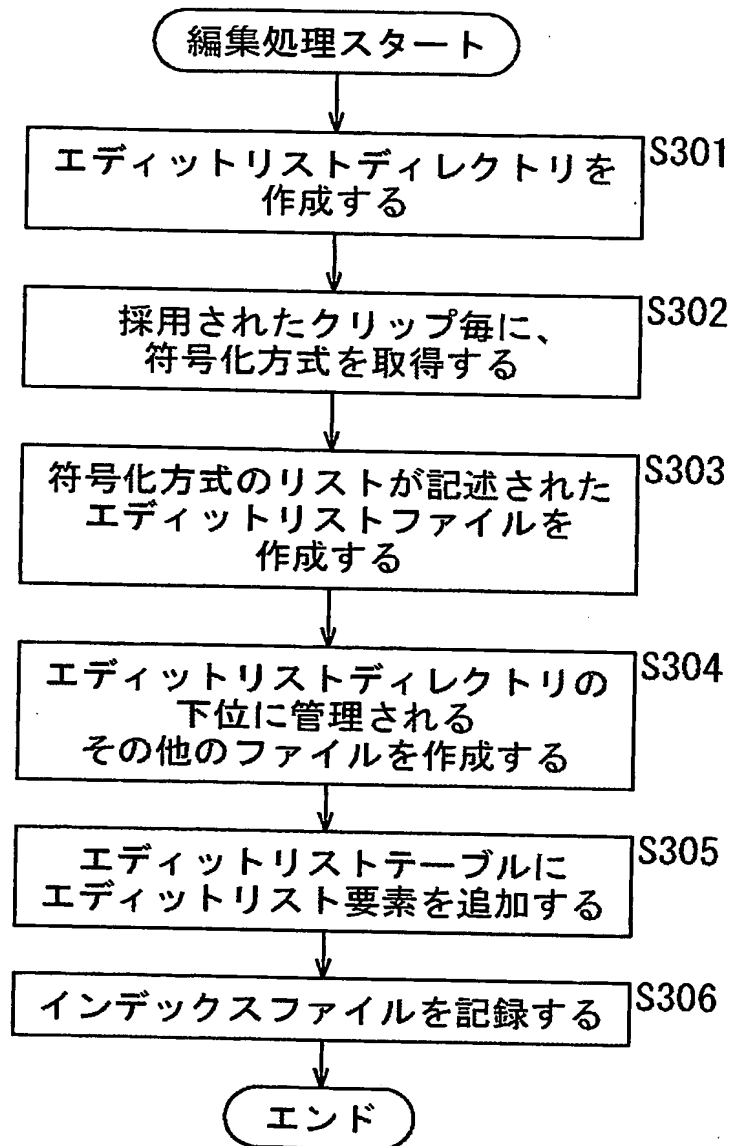 編集処理スタート
エディットリストディレクトリを
作成する
S301
採用されたクリップ毎に、
符号化方式を取得する
S302
符号化方式のリストが記述された
エディットリストファイルを
作成する
S303
エディットリストディレクトリの
下位に管理される
その他のファイルを作成する
S304
エディットリストテーブルに
エディットリスト要素を追加する
S305
インデックスファイルを記録する
S306
エンド